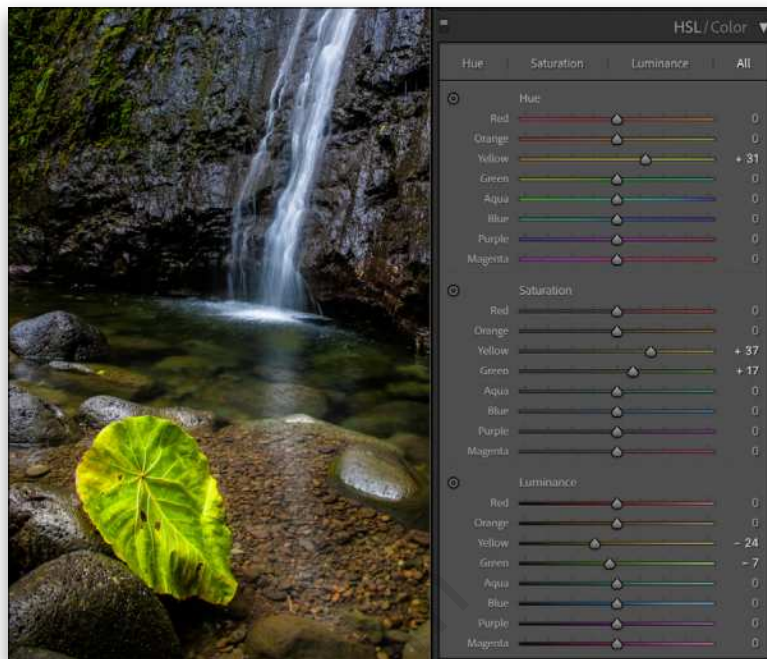 HSL / Color
Hue Saturation Luminance All
Hue
Red 0
Orange 0
Yellow + 31
Green 0
Aqua 0
Blue 0
Purple 0
Magenta 0
Saturation
Red 0
Orange 0
Yellow + 37
Green + 17
Aqua 0
Blue 0
Purple 0
Magenta 0
Luminance
Red 0
Orange 0
Yellow - 24
Green - 7
Aqua 0
Blue 0
Purple 0
Magenta 0